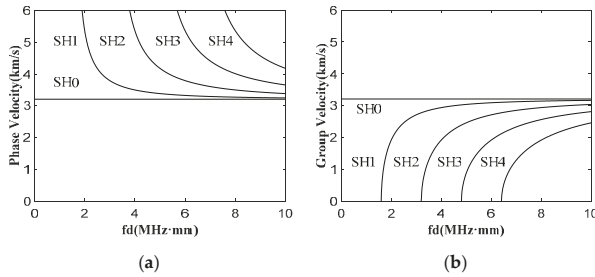 6
5
4
3
2
1
0
Phase Velocity(km/s)
SH1 SH2 SH3 SH4
SH0
0 2 4 6 8 10
fd(MHz·mm)
(a)
6
5
4
3
2
1
0
Group Velocity(km/s)
SH0
SH1 SH2 SH3 SH4
0 2 4 6 8 10
fd(MHz·mm)
(b)